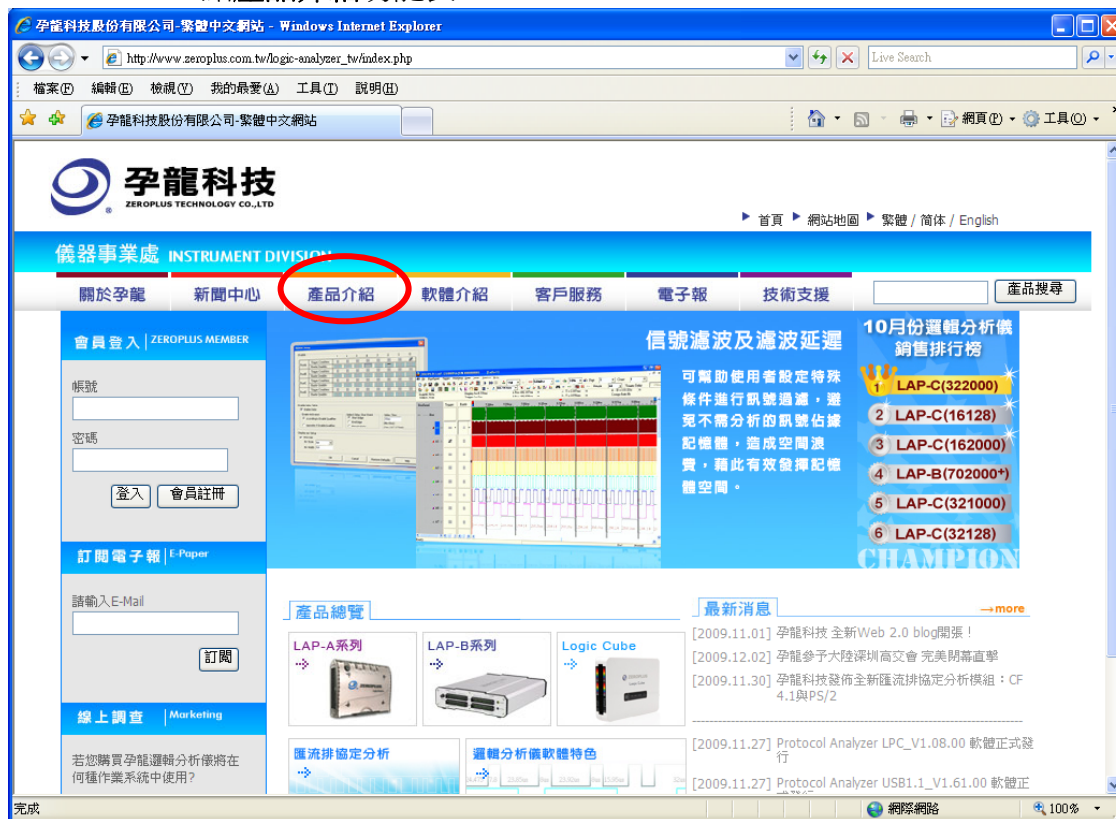 孕龍科技股份有限公司-繁體中文網站 - Windows Internet Explorer
http://www.zeroplus.com.tw/logic-analyzer_tw/index.php
Live Search
檔案(F) 編輯(E) 檢視(V) 我的最愛(A) 工具(T) 說明(H)
孕龍科技股份有限公司-繁體中文網站
網頁(P) 工具(O)
孕龍科技
ZEROPLUS TECHNOLOGY CO.,LTD
首頁 網站地圖 繁體 / 简体 / English
儀器事業處 INSTRUMENT DIVISION
關於孕龍 新聞中心 產品介紹 軟體介紹 客戶服務 電子報 技術支援 產品搜尋
會員登入 ZEROPLUS MEMBER
帳號
密碼
登入 會員註冊
訂閱電子報 E-Paper
請輸入E-Mail
訂閱
線上調查 Marketing
若您購買孕龍邏輯分析儀將在
何種作業系統中使用?
信號濾波及濾波延遲
可幫助使用者設定特殊
條件進行訊號過濾，避
免不需分析的訊號佔據
記憶體，造成空間浪
費，藉此有效發揮記憶
體空間。
10月份邏輯分析儀
銷售排行榜
1 LAP-C(322000)
2 LAP-C(16128)
3 LAP-C(162000)
4 LAP-B(702000+)
5 LAP-C(321000)
6 LAP-C(32128)
CHAMPION
產品總覽
LAP-A系列
LAP-B系列
Logic Cube
匯流排協定分析
邏輯分析儀軟體特色
最新消息
→more
[2009.11.01] 孕龍科技 全新Web 2.0 blog開張！
[2009.12.02] 孕龍參予大陸深圳高交會 完美閉幕直擊
[2009.11.30] 孕龍科技發佈全新匯流排協定分析模組：CF
4.1與PS/2
[2009.11.27] Protocol Analyzer LPC_V1.08.00 軟體正式發
行
[2009.11.27] Protocol Analyzer USB1.1_V1.61.00 軟體正
完成
網際網路
100%